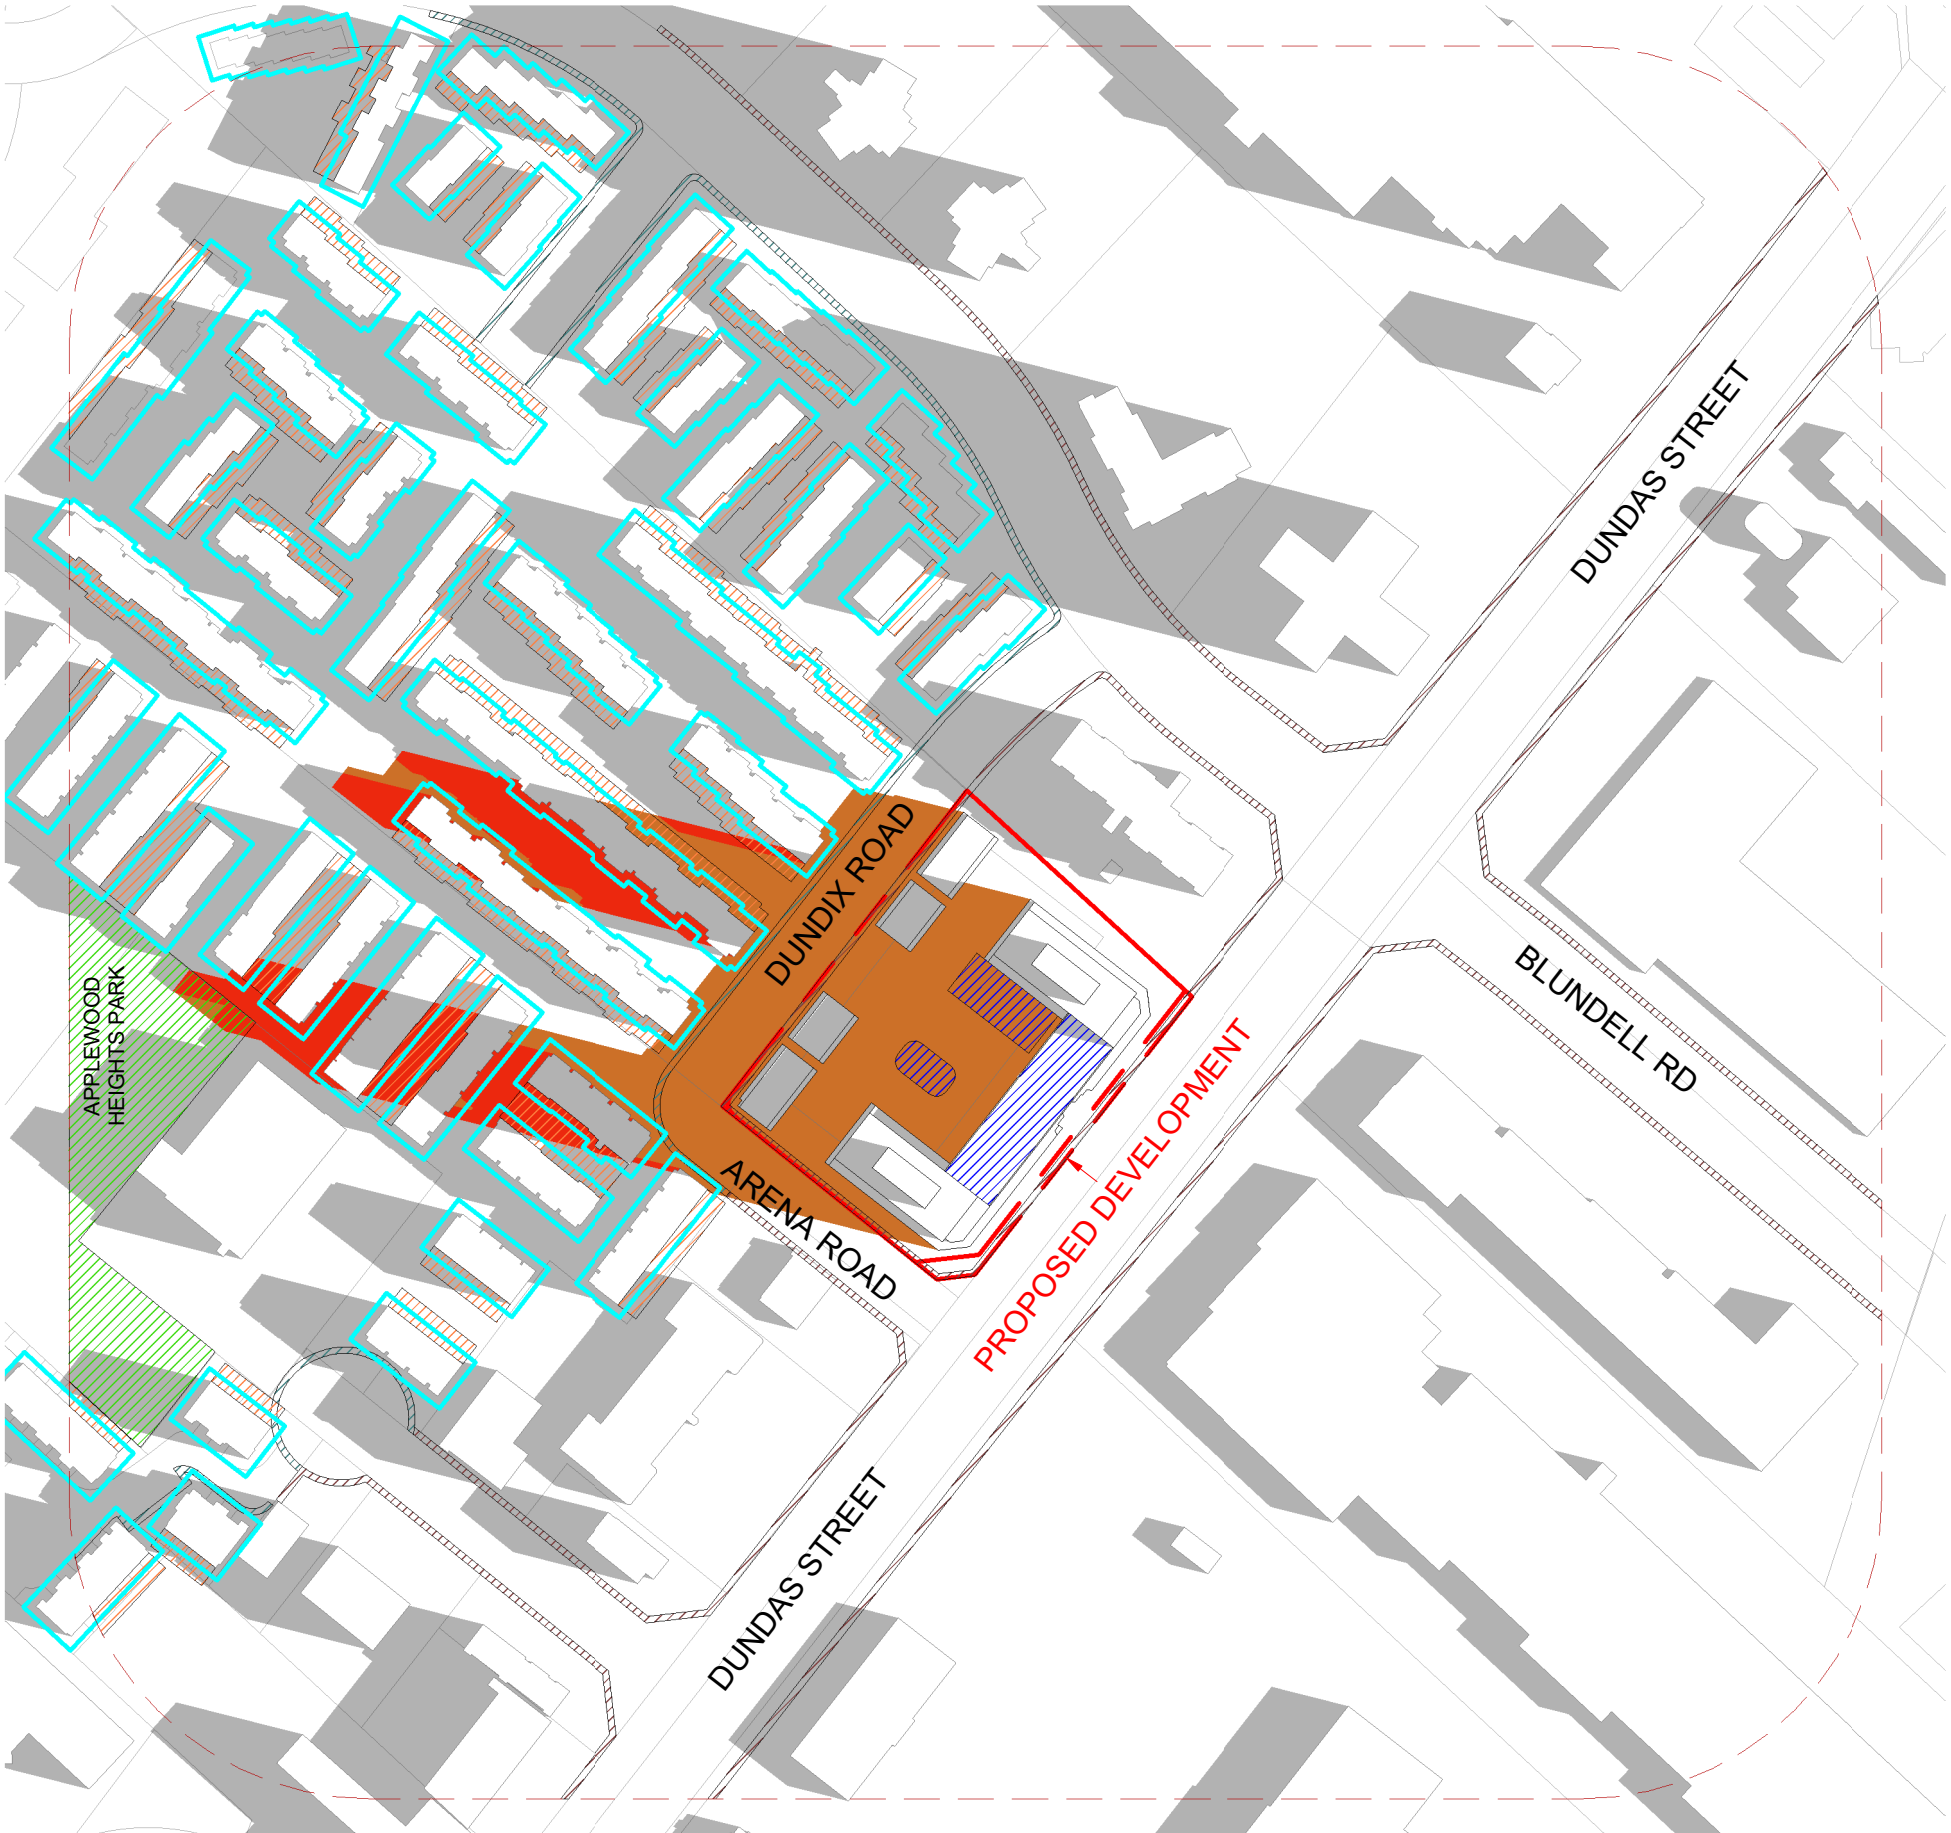 DUNDAS STREET
DUNDIX ROAD
BLUNDELL RD
APPLEWOOD
HEIGHTS PARK
PROPOSED DEVELOPMENT
ARENA ROAD
DUNDAS STREET